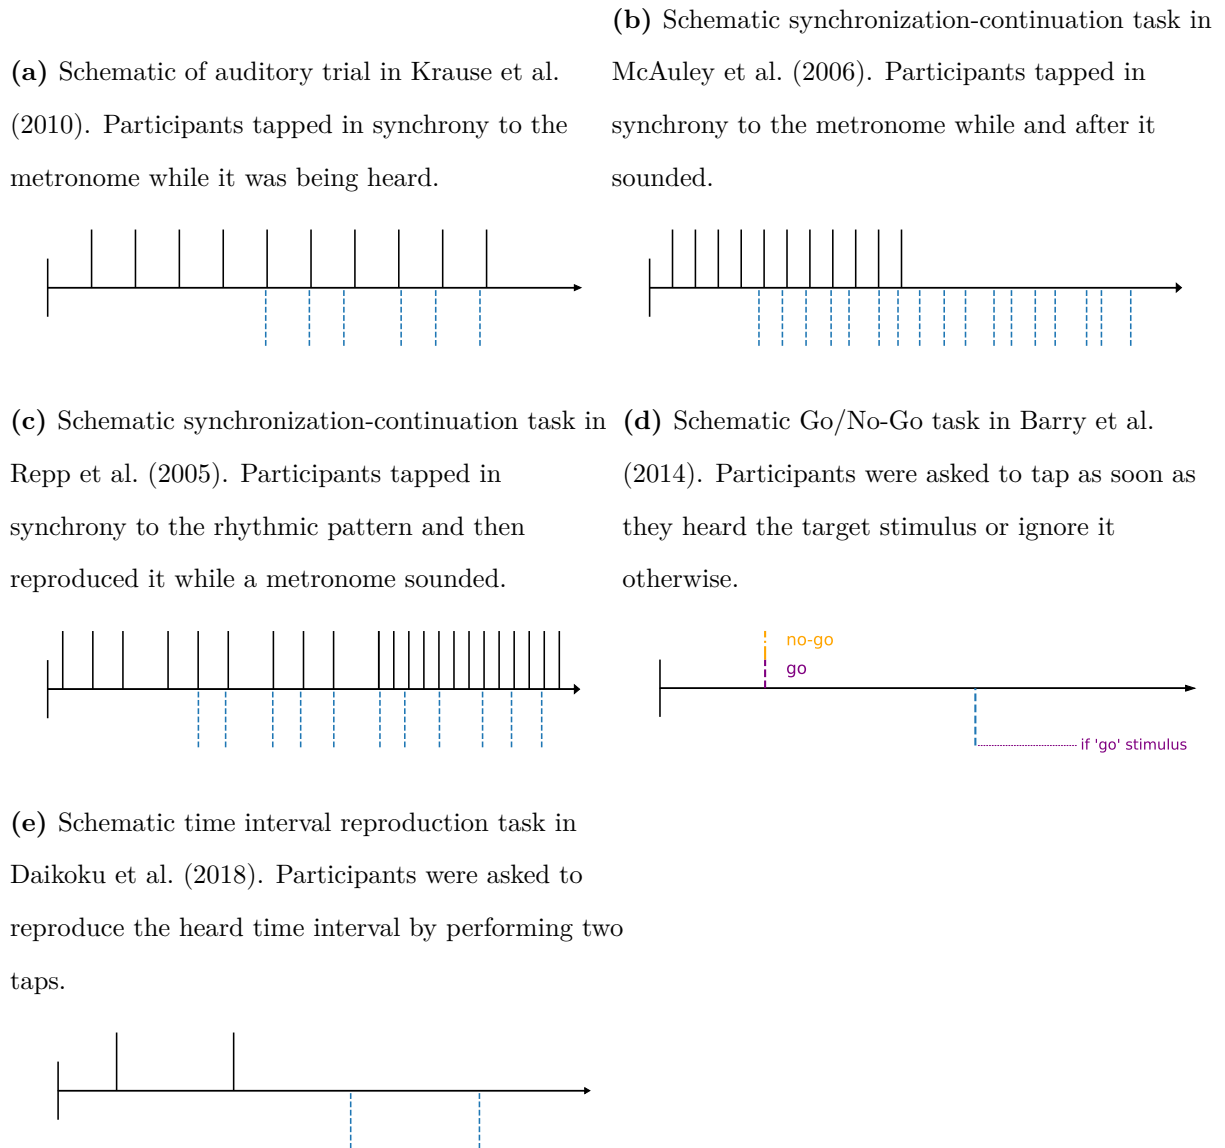 (a) Schematic of auditory trial in Krause et al.
(2010). Participants tapped in synchrony to the
metronome while it was being heard.
(b) Schematic synchronization-continuation task in
McAuley et al. (2006). Participants tapped in
synchrony to the metronome while and after it
sounded.
(c) Schematic synchronization-continuation task in
Repp et al. (2005). Participants tapped in
synchrony to the rhythmic pattern and then
reproduced it while a metronome sounded.
(d) Schematic Go/No-Go task in Barry et al.
(2014). Participants were asked to tap as soon as
they heard the target stimulus or ignore it
otherwise.
no-go
go
if 'go' stimulus
(e) Schematic time interval reproduction task in
Daikoku et al. (2018). Participants were asked to
reproduce the heard time interval by performing two
taps.